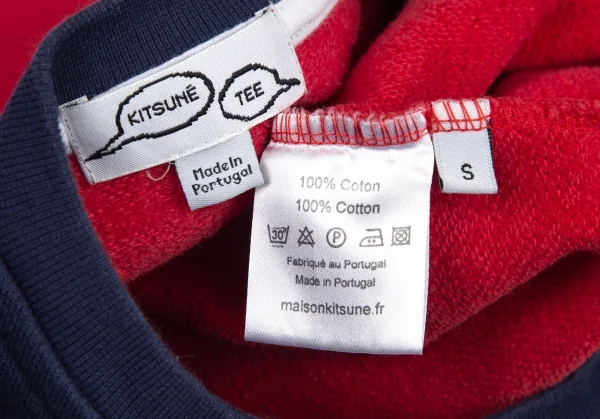 KITSUNÉ
TEE
Made in
Portugal
S
100% Coton
100% Cotton
30°
P
Fabriqué au Portugal
Made in Portugal
maisonkitsune.fr